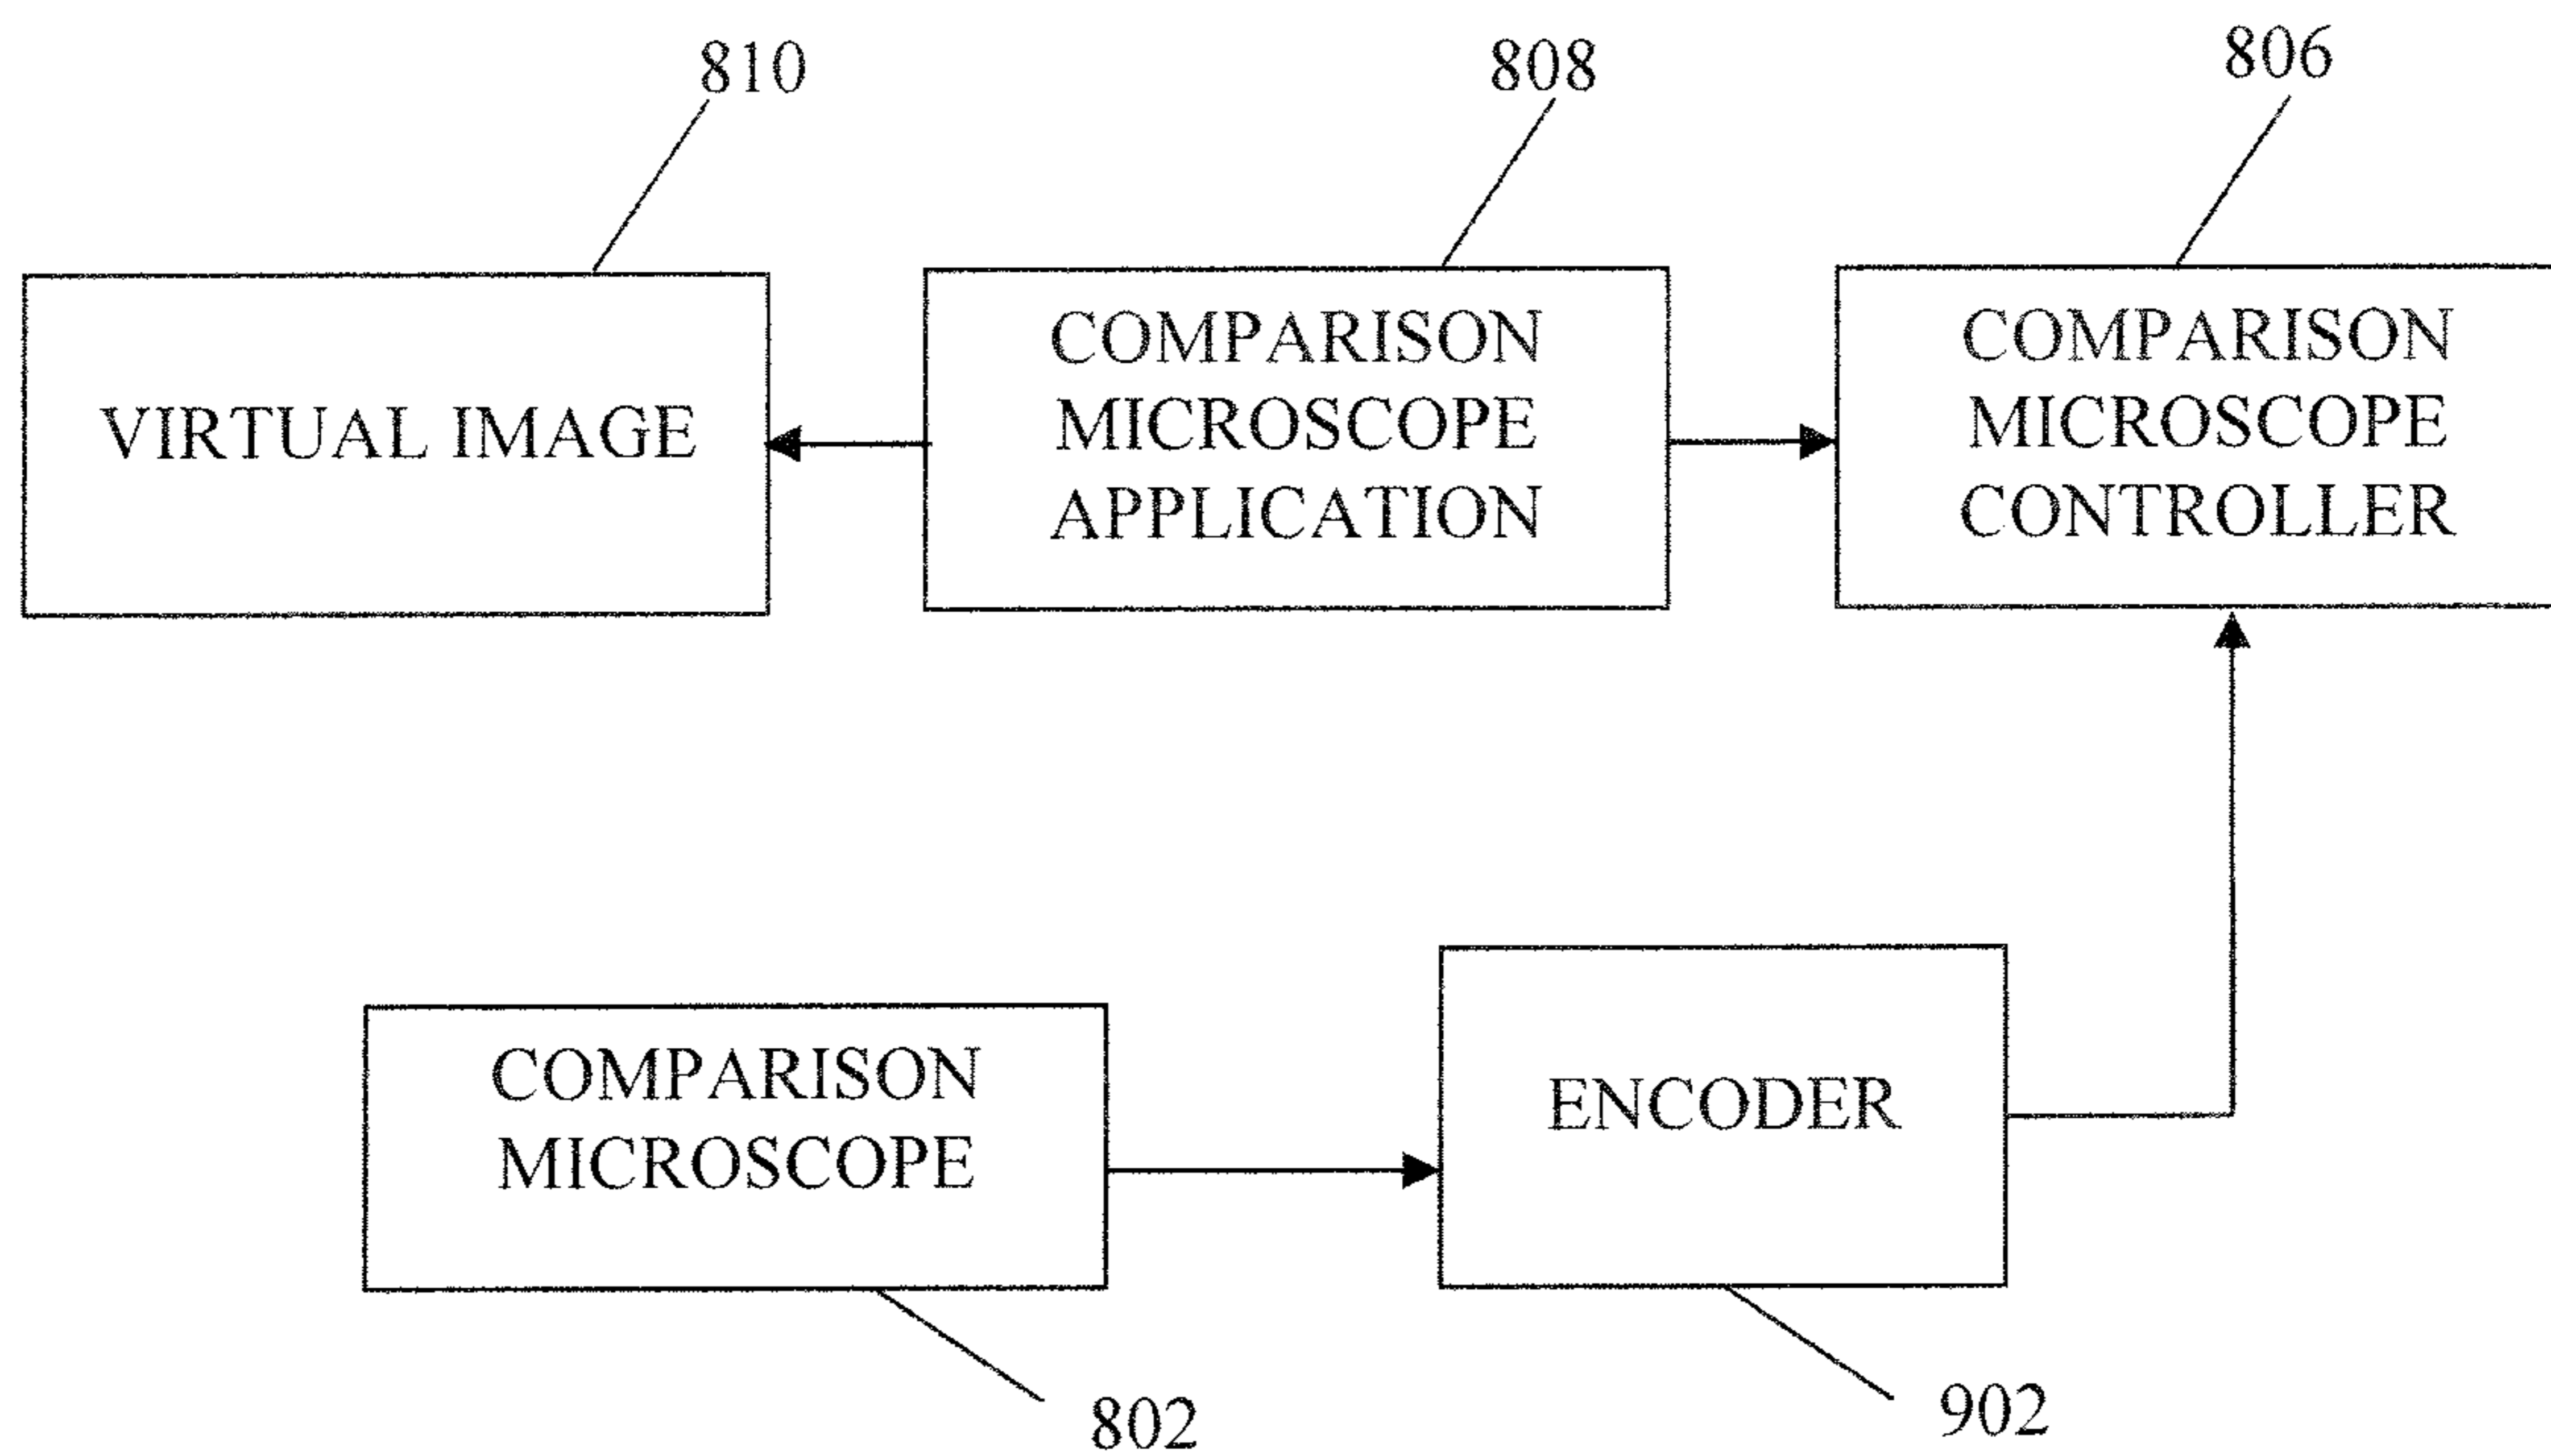 810
808
806
VIRTUAL IMAGE
COMPARISON
MICROSCOPE
APPLICATION
COMPARISON
MICROSCOPE
CONTROLLER
COMPARISON
MICROSCOPE
ENCODER
802
902